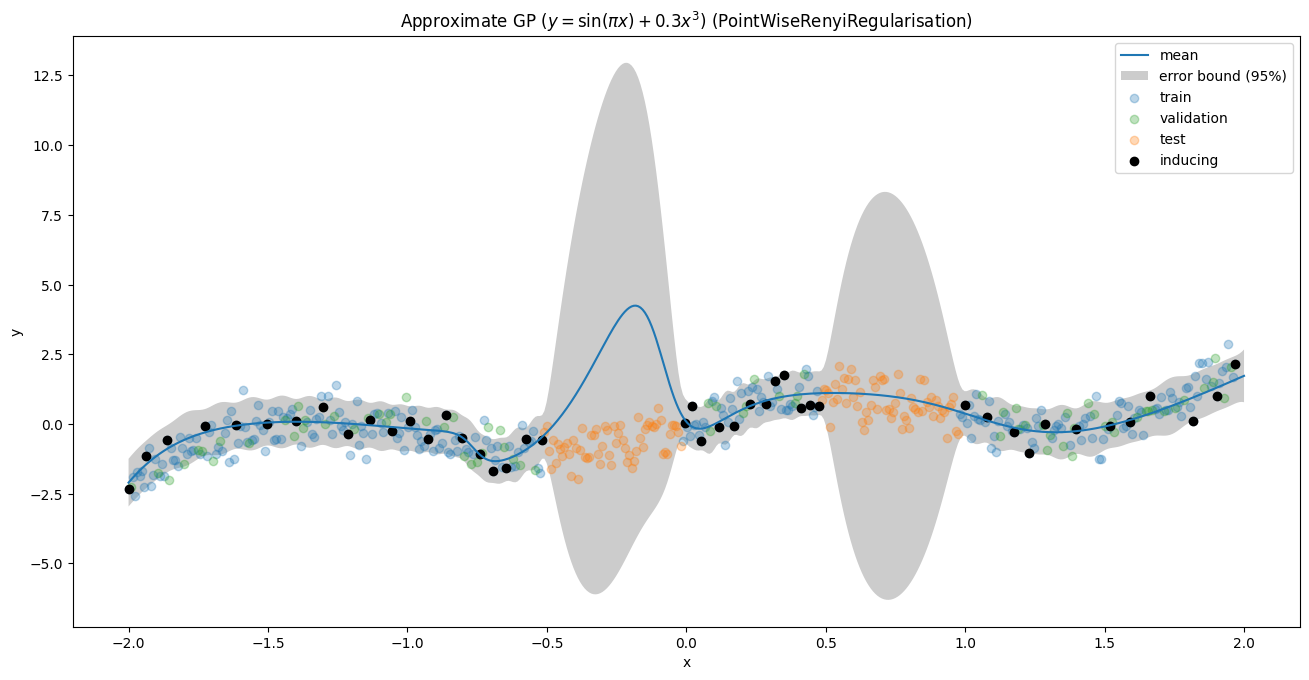 Approximate GP (y = sin(πx) + 0.3x³) (PointWiseRenyiRegularisation)
mean
error bound (95%)
train
validation
test
inducing
12.5
10.0
7.5
5.0
2.5
0.0
−2.5
−5.0
y
−2.0 −1.5 −1.0 −0.5 0.0 0.5 1.0 1.5 2.0
x